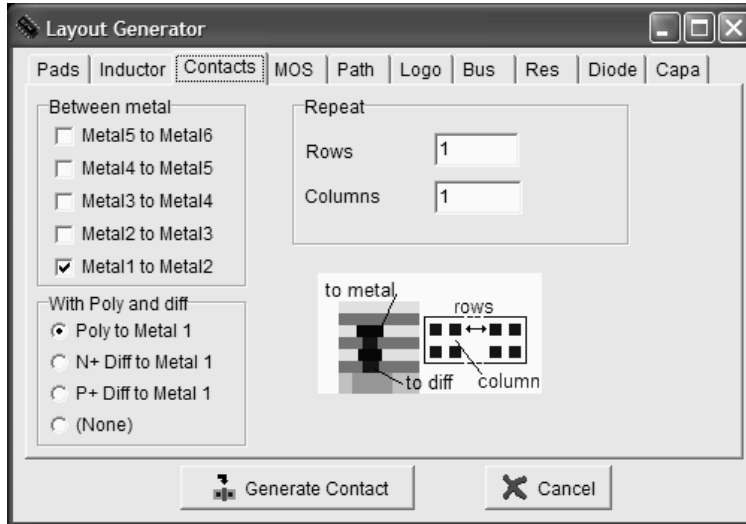 Layout Generator
Pads Inductor Contacts MOS Path Logo Bus Res Diode Capa
Between metal
Metal5 to Metal6
Metal4 to Metal5
Metal3 to Metal4
Metal2 to Metal3
Metal1 to Metal2
With Poly and diff
Poly to Metal 1
N+ Diff to Metal 1
P+ Diff to Metal 1
(None)
Repeat
Rows 1
Columns 1
to metal
rows
to diff
column
Generate Contact
Cancel